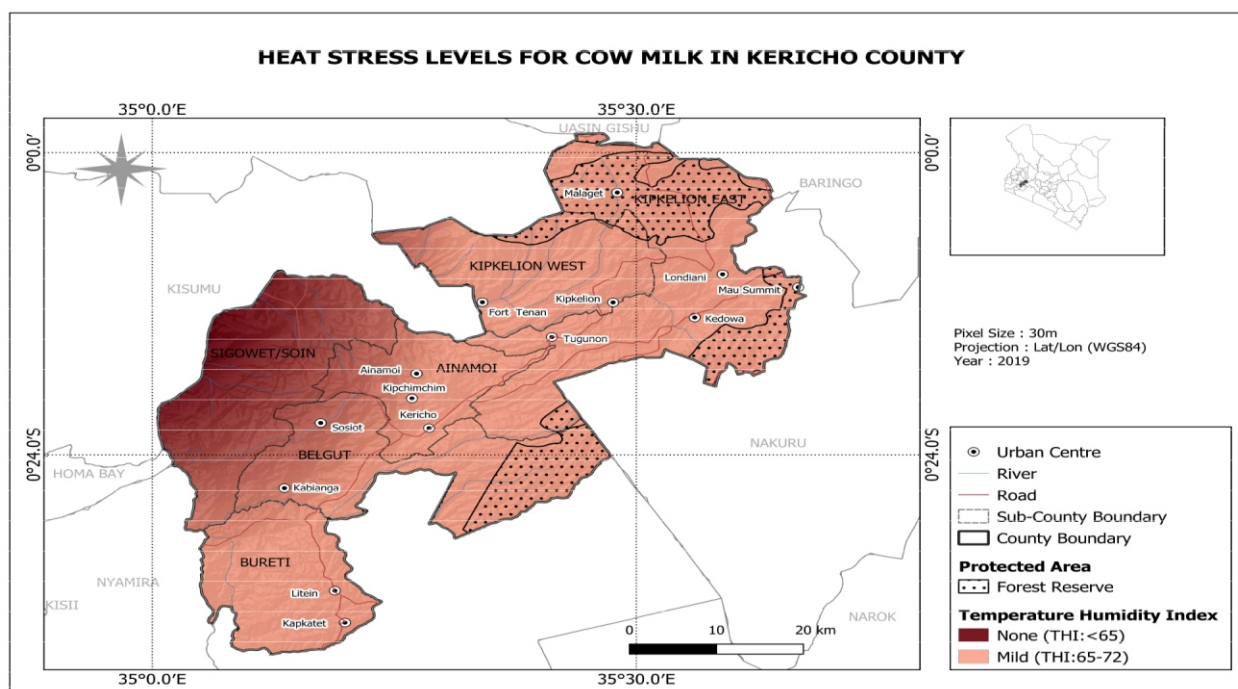 HEAT STRESS LEVELS FOR COW MILK IN KERICHO COUNTY
35°0.0'E
35°30.0'E
UASIN GISHU
0°0.0'
0°0.0'
BARINGO
Malaget
KIPKELION EAST
KIPKELION WEST
Londiani
Mau Summit
KISUMU
Fort Tenan
Kipkelion
Kedowa
Tugunon
SIGOWET/SOIN
AINAMOI
Ainamoi
Kipchimchim
Kericho
Sosiot
BELGUT
NAKURU
0°24.0'S
0°24.0'S
HOMA BAY
Kabianga
BURETI
NYAMIRA
Litein
KISII
NAROK
Kapkatet
0 10 20 km
35°0.0'E
35°30.0'E
Pixel Size : 30m
Projection : Lat/Lon (WGS84)
Year : 2019
Urban Centre
River
Road
Sub-County Boundary
County Boundary
Protected Area
Forest Reserve
Temperature Humidity Index
None (THI:<65)
Mild (THI:65-72)